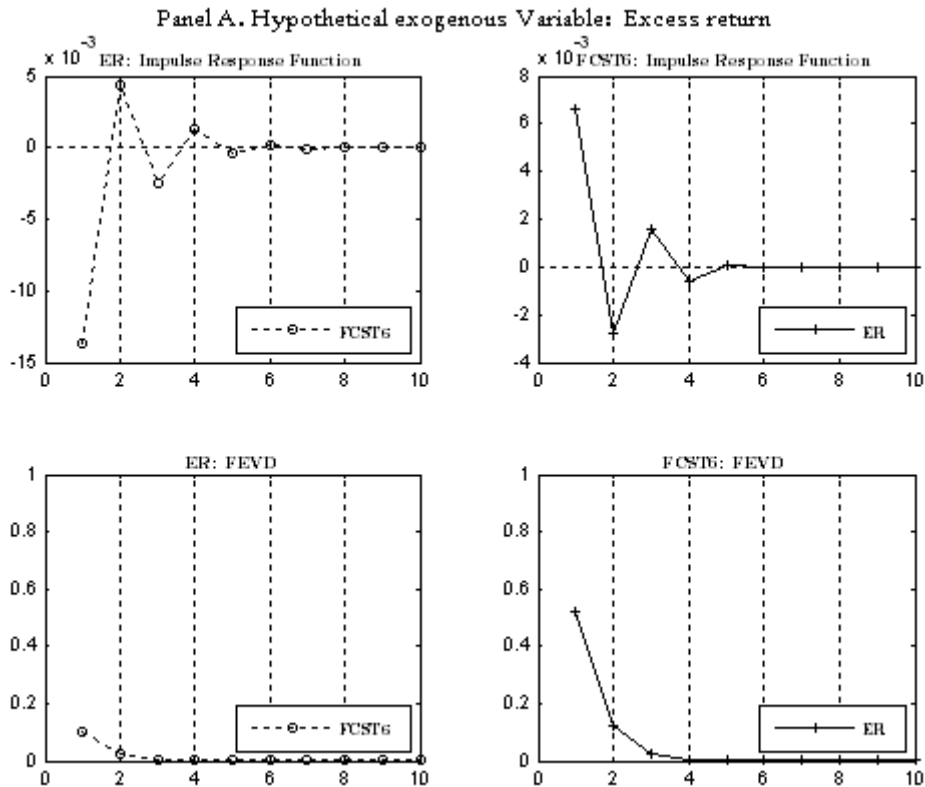 Panel A. Hypothetical exogenous Variable: Excess return
x 10⁻³ ER: Impulse Response Function
5
0
-5
-10
-15
0 2 4 6 8 10
FCST6
x 10⁻³ FCST6: Impulse Response Function
8
6
4
2
0
-2
-4
0 2 4 6 8 10
ER
ER: FEVD
1
0.8
0.6
0.4
0.2
0
0 2 4 6 8 10
FCST6
FCST6: FEVD
1
0.8
0.6
0.4
0.2
0
0 2 4 6 8 10
ER